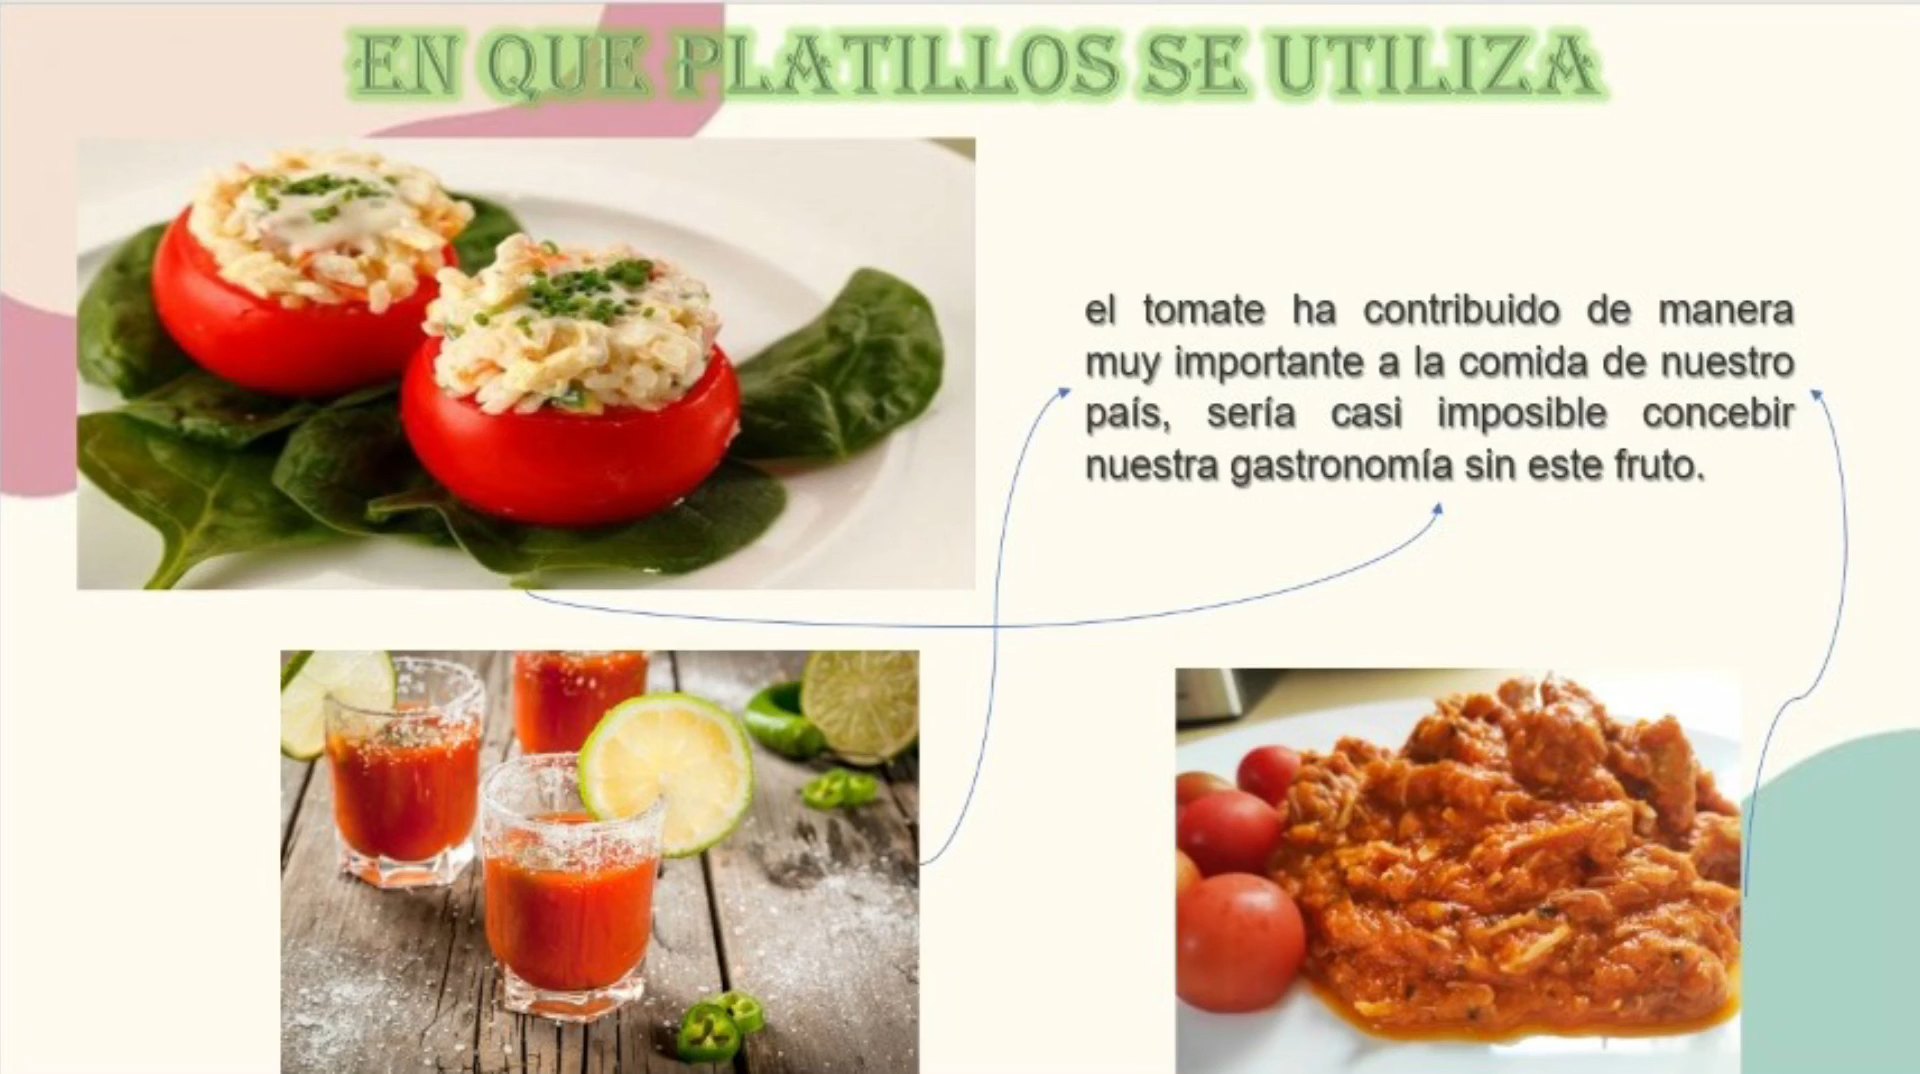 EN QUE PLATILLOS SE UTILIZA
el tomate ha contribuido de manera
muy importante a la comida de nuestro
país, sería casi imposible concebir
nuestra gastronomía sin este fruto.